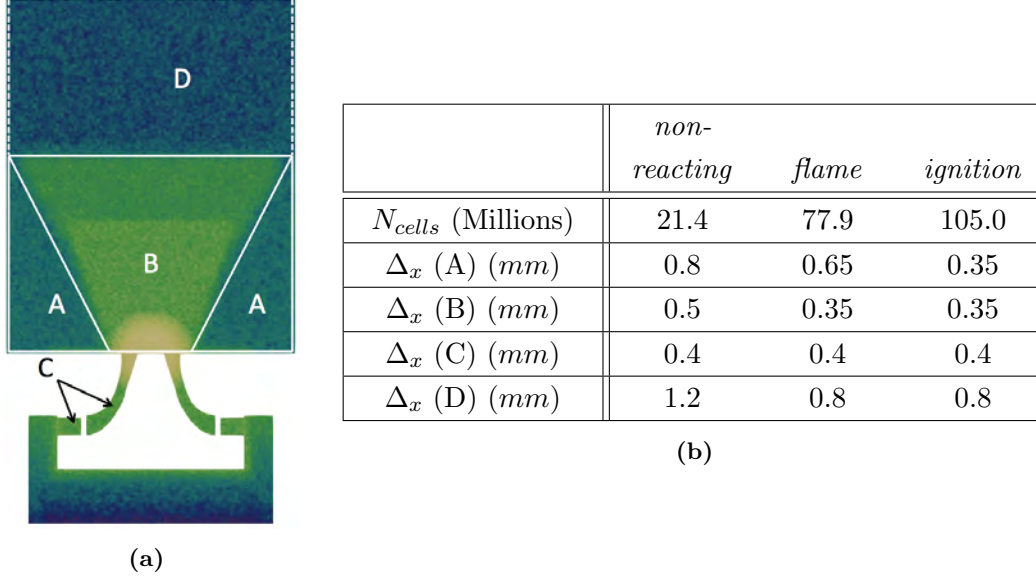 D
B
A
A
C
(a)
non-
reacting flame ignition
N_cells (Millions) 21.4 77.9 105.0
Δ_x (A) (mm) 0.8 0.65 0.35
Δ_x (B) (mm) 0.5 0.35 0.35
Δ_x (C) (mm) 0.4 0.4 0.4
Δ_x (D) (mm) 1.2 0.8 0.8
(b)